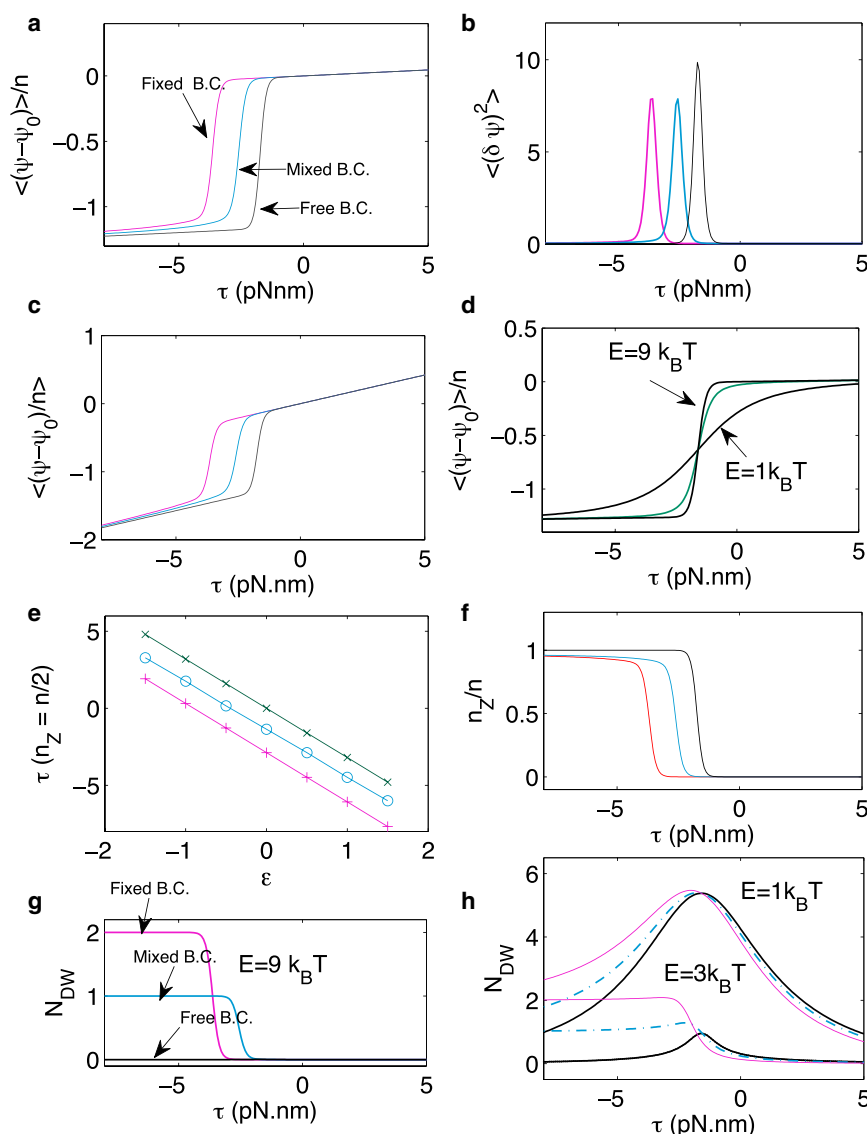 a
0
−0.5
−1
<(ψ−ψ0)>/n
Fixed B.C.
Mixed B.C.
Free B.C.
−5
0
5
τ (pNnm)
b
10
5
0
<(δ ψ)²>
−5
0
5
τ (pNnm)
c
1
0
−1
−2
<(ψ−ψ0)/n>
−5
0
5
τ (pN.nm)
d
0.5
0
−0.5
−1
<(ψ−ψ0)>/n
E=9 kBT
E=1kBT
−5
0
5
τ (pN.nm)
e
5
0
−5
τ (nZ = n/2)
−2
−1
0
1
2
ε
f
1
0.5
0
nZ/n
−5
0
5
τ (pN.nm)
g
Fixed B.C.
2
1
0
NDW
Mixed B.C.
E=9 kBT
Free B.C.
−5
0
5
τ (pN.nm)
h
6
4
2
0
NDW
E=1kBT
E=3kBT
−5
0
5
τ (pN.nm)